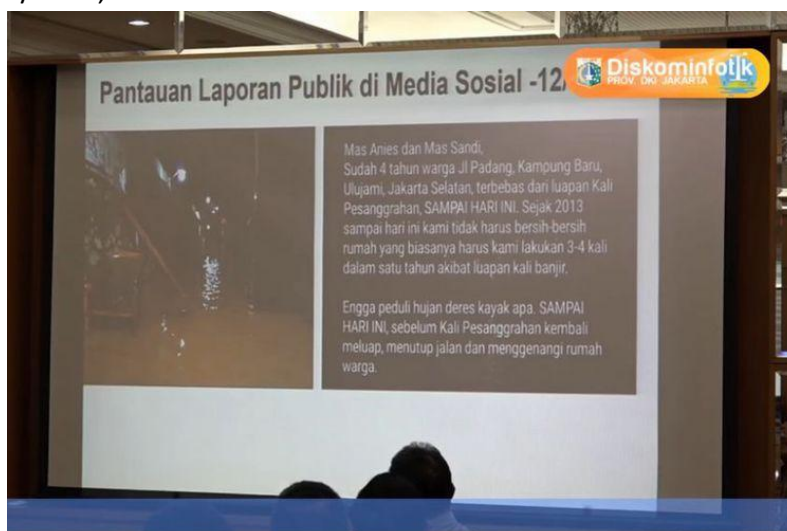 Pantauan Laporan Publik di Media Sosial -12/
Diskominfotik
PROV. DKI JAKARTA
Mas Anies dan Mas Sandi,
Sudah 4 tahun warga Jl Padang, Kampung Baru,
Ulujami, Jakarta Selatan, terbebas dari luapan Kali
Pesanggrahan, SAMPAI HARI INI. Sejak 2013
sampai hari ini kami tidak harus bersih-bersih
rumah yang biasanya harus kami lakukan 3-4 kali
dalam satu tahun akibat luapan kali banjir.
Engga peduli hujan deres kayak apa. SAMPAI
HARI INI, sebelum Kali Pesanggrahan kembali
meluap, menutup jalan dan menggenangi rumah
warga.